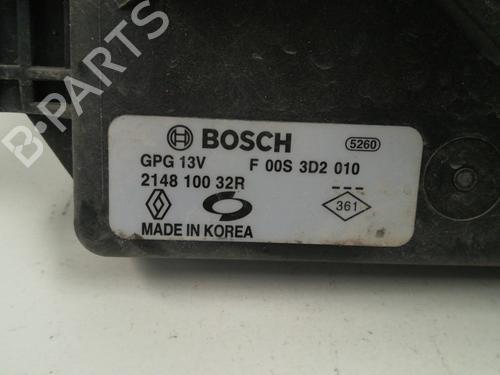 BOSCH
5260
GPG 13V F 00S 3D2 010
2148 100 32R
361
MADE IN KOREA
B-PARTS